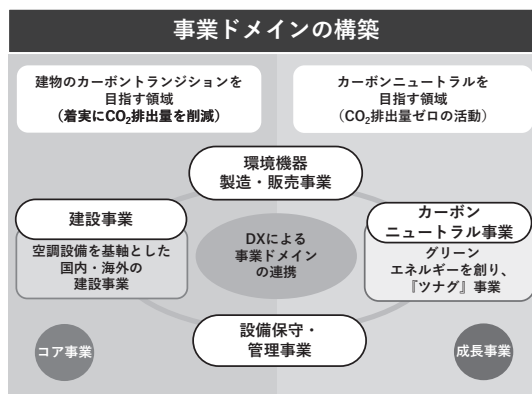 事業ドメインの構築
建物のカーボントランジションを
目指す領域
（着実にCO₂排出量を削減）
カーボンニュートラルを
目指す領域
（CO₂排出量ゼロの活動）
環境機器
製造・販売事業
建設事業
空調設備を基軸とした
国内・海外の
建設事業
DXによる
事業ドメイン
の連携
カーボン
ニュートラル事業
グリーン
エネルギーを創り、
『ツナグ』事業
設備保守・
管理事業
コア事業
成長事業